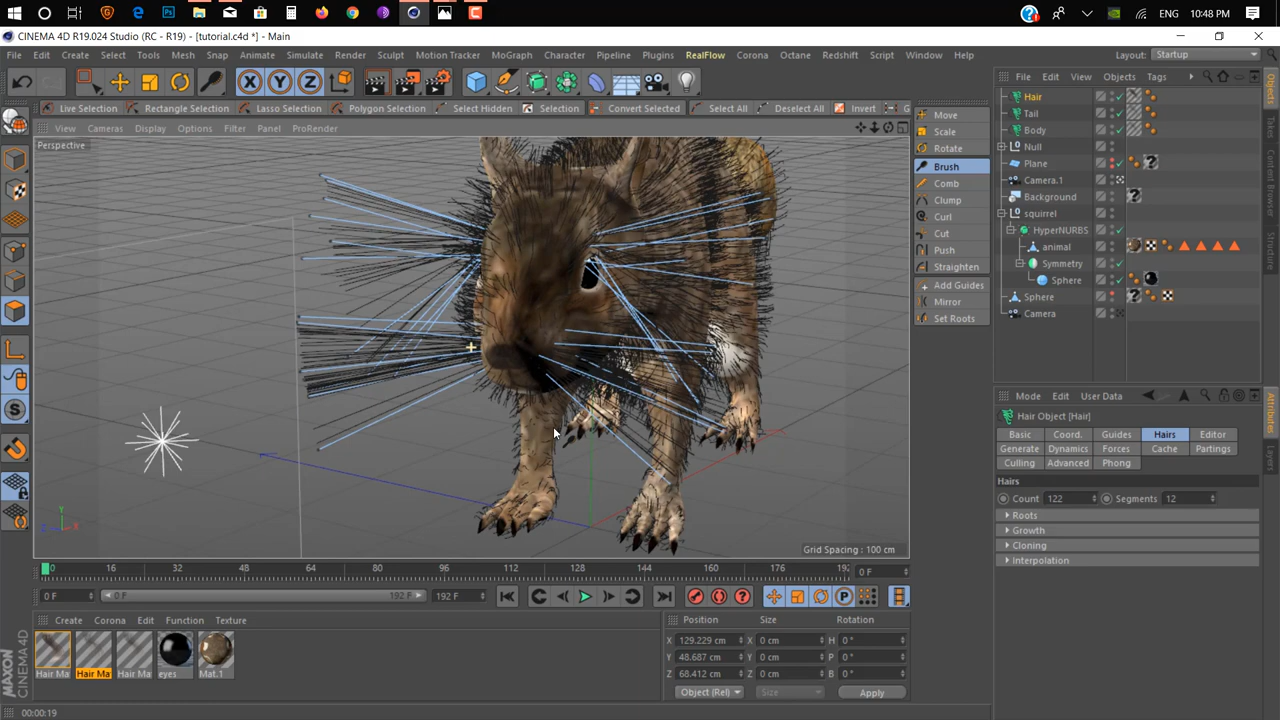 ENG 10:48 PM
CINEMA 4D R19.024 Studio (RC - R19) - [tutorial.c4d *] - Main
File Edit Create Select Tools Mesh Snap Animate Simulate Render Sculpt Motion Tracker MoGraph Character Pipeline Plugins RealFlow Corona Octane Redshift Script Window Help Layout: Startup
File Edit View Objects Tags
Live Selection Rectangle Selection Lasso Selection Polygon Selection Select Hidden Selection Convert Selected Select All Deselect All Invert G
View Cameras Display Options Filter Panel ProRender
Perspective
Move
Scale
Rotate
Brush
Comb
Clump
Curl
Cut
Push
Straighten
Add Guides
Mirror
Set Roots
Hair
Tail
Body
Null
Plane
Camera.1
Background
squirrel
HyperNURBS
animal
Symmetry
Sphere
Sphere
Camera
Objects
Takes
Content Browser
Structure
Attributes
Layers
Mode Edit User Data
Hair Object [Hair]
Basic Coord. Guides Hairs Editor
Generate Dynamics Forces Cache Partings
Culling Advanced Phong
Hairs
Count 122 Segments 12
Roots
Growth
Cloning
Interpolation
Y
Z X
Grid Spacing : 100 cm
0 16 32 48 64 80 96 112 128 144 160 176 192 0 F
0 F 0 F 192 F 192 F
Create Corona Edit Function Texture
Hair Ma Hair Ma Hair Ma eyes Mat.1
Position Size Rotation
X 129.229 cm X 0 cm H 0 °
Y 48.687 cm Y 0 cm P 0 °
Z 68.412 cm Z 0 cm B 0 °
Object (Rel) Size Apply
MAXON CINEMA 4D
00:00:19